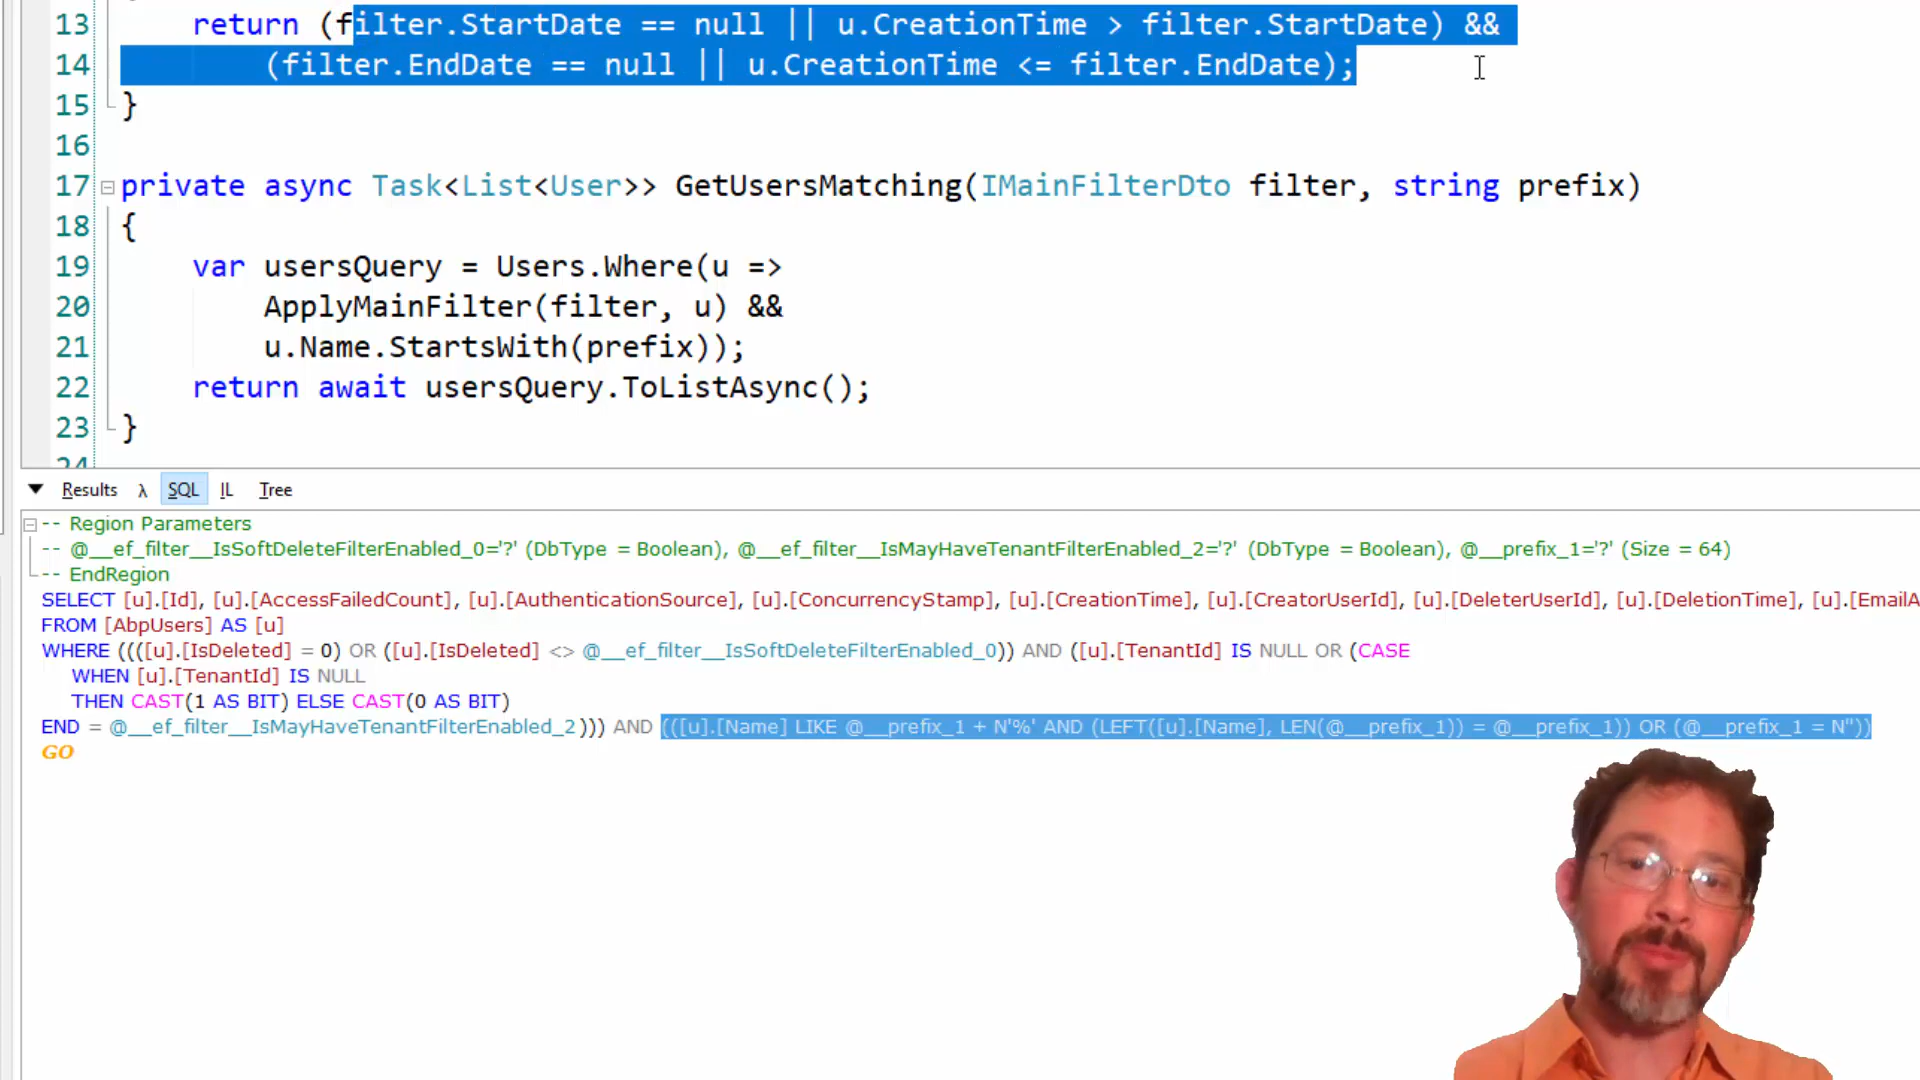 13 return (filter.StartDate == null || u.CreationTime > filter.StartDate) &&
14 (filter.EndDate == null || u.CreationTime <= filter.EndDate);
15 }
16
17 private async Task<List<User>> GetUsersMatching(IMainFilterDto filter, string prefix)
18 {
19 var usersQuery = Users.Where(u =>
20 ApplyMainFilter(filter, u) &&
21 u.Name.StartsWith(prefix));
22 return await usersQuery.ToListAsync();
23 }
24
Results λ SQL IL Tree
-- Region Parameters
-- @__ef_filter__IsSoftDeleteFilterEnabled_0='?' (DbType = Boolean), @__ef_filter__IsMayHaveTenantFilterEnabled_2='?' (DbType = Boolean), @__prefix_1='?' (Size = 64)
-- EndRegion
SELECT [u].[Id], [u].[AccessFailedCount], [u].[AuthenticationSource], [u].[ConcurrencyStamp], [u].[CreationTime], [u].[CreatorUserId], [u].[DeleterUserId], [u].[DeletionTime], [u].[EmailA
FROM [AbpUsers] AS [u]
WHERE ((([u].[IsDeleted] = 0) OR ([u].[IsDeleted] <> @__ef_filter__IsSoftDeleteFilterEnabled_0)) AND ([u].[TenantId] IS NULL OR (CASE
WHEN [u].[TenantId] IS NULL
THEN CAST(1 AS BIT) ELSE CAST(0 AS BIT)
END = @__ef_filter__IsMayHaveTenantFilterEnabled_2))) AND (([u].[Name] LIKE @__prefix_1 + N'%' AND (LEFT([u].[Name], LEN(@__prefix_1)) = @__prefix_1)) OR (@__prefix_1 = N''))
GO